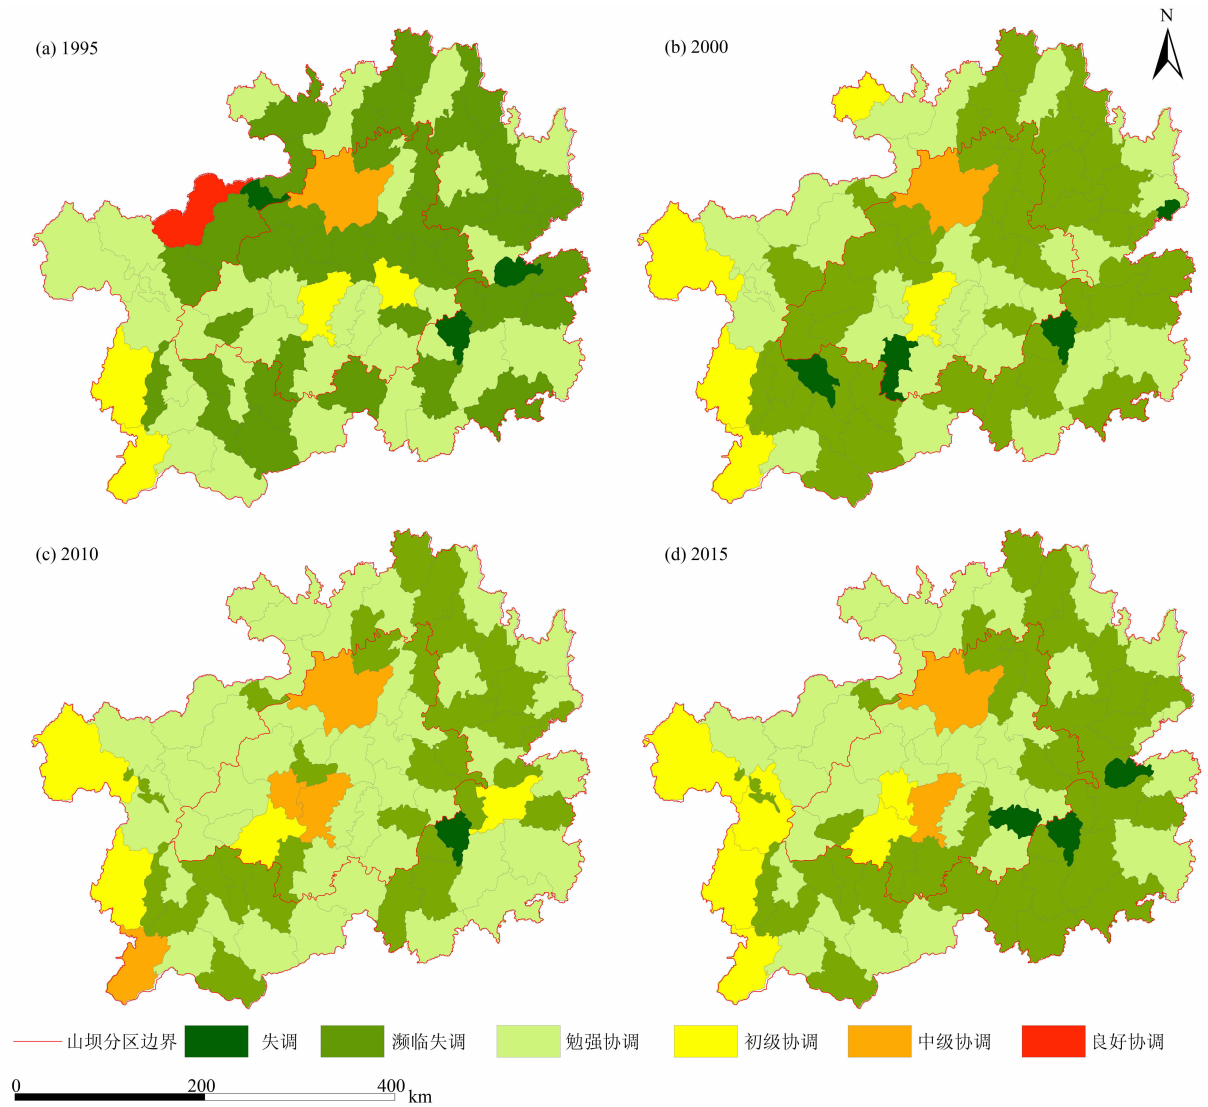 (a) 1995
(b) 2000
N
(c) 2010
(d) 2015
山坝分区边界 失调 濒临失调 勉强协调 初级协调 中级协调 良好协调
0 200 400 km